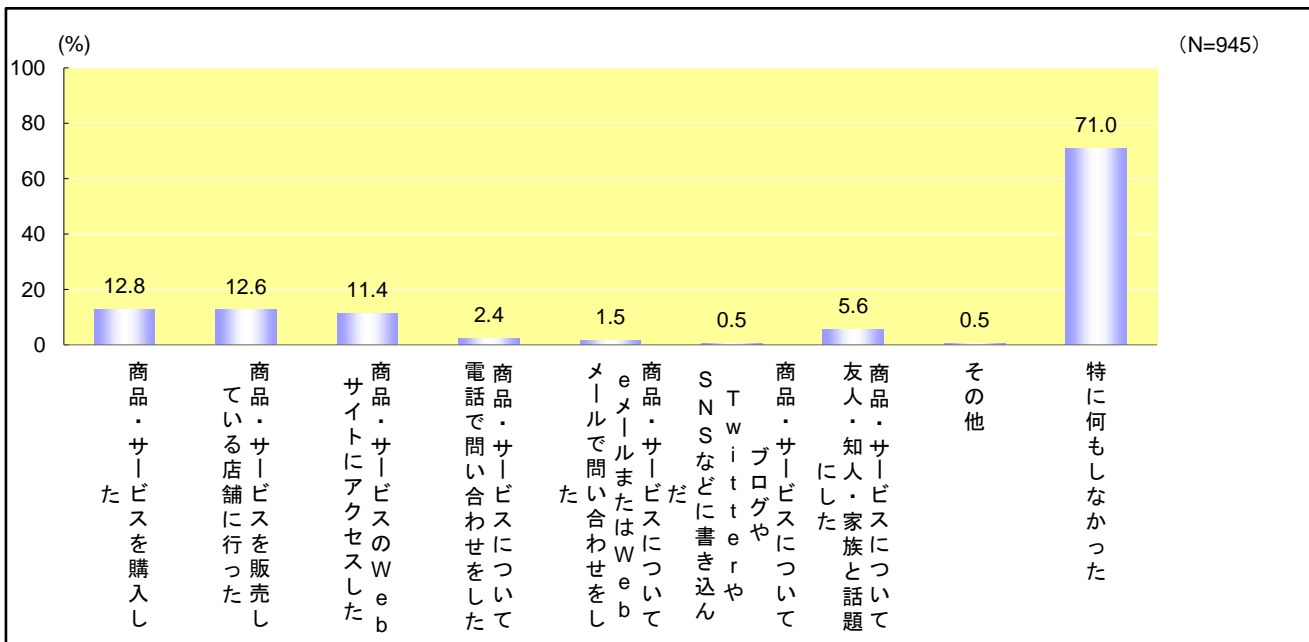 (%)
（N=945）
100
80
60
40
20
0
12.8
12.6
11.4
2.4
1.5
0.5
5.6
0.5
71.0
商品・サービスを購入し
た
商品・サービスを販売し
ている店舗に行った
商品・サービスのWeb
サイトにアクセスした
商品・サービスについて
電話で問い合わせをした
商品・サービスについて
eメールまたはWeb
メールで問い合わせをし
た
商品・サービスについて
ブログや
Twitterや
SNSなどに書き込ん
だ
商品・サービスについて
友人・知人・家族と話題
にした
その他
特に何もしなかった